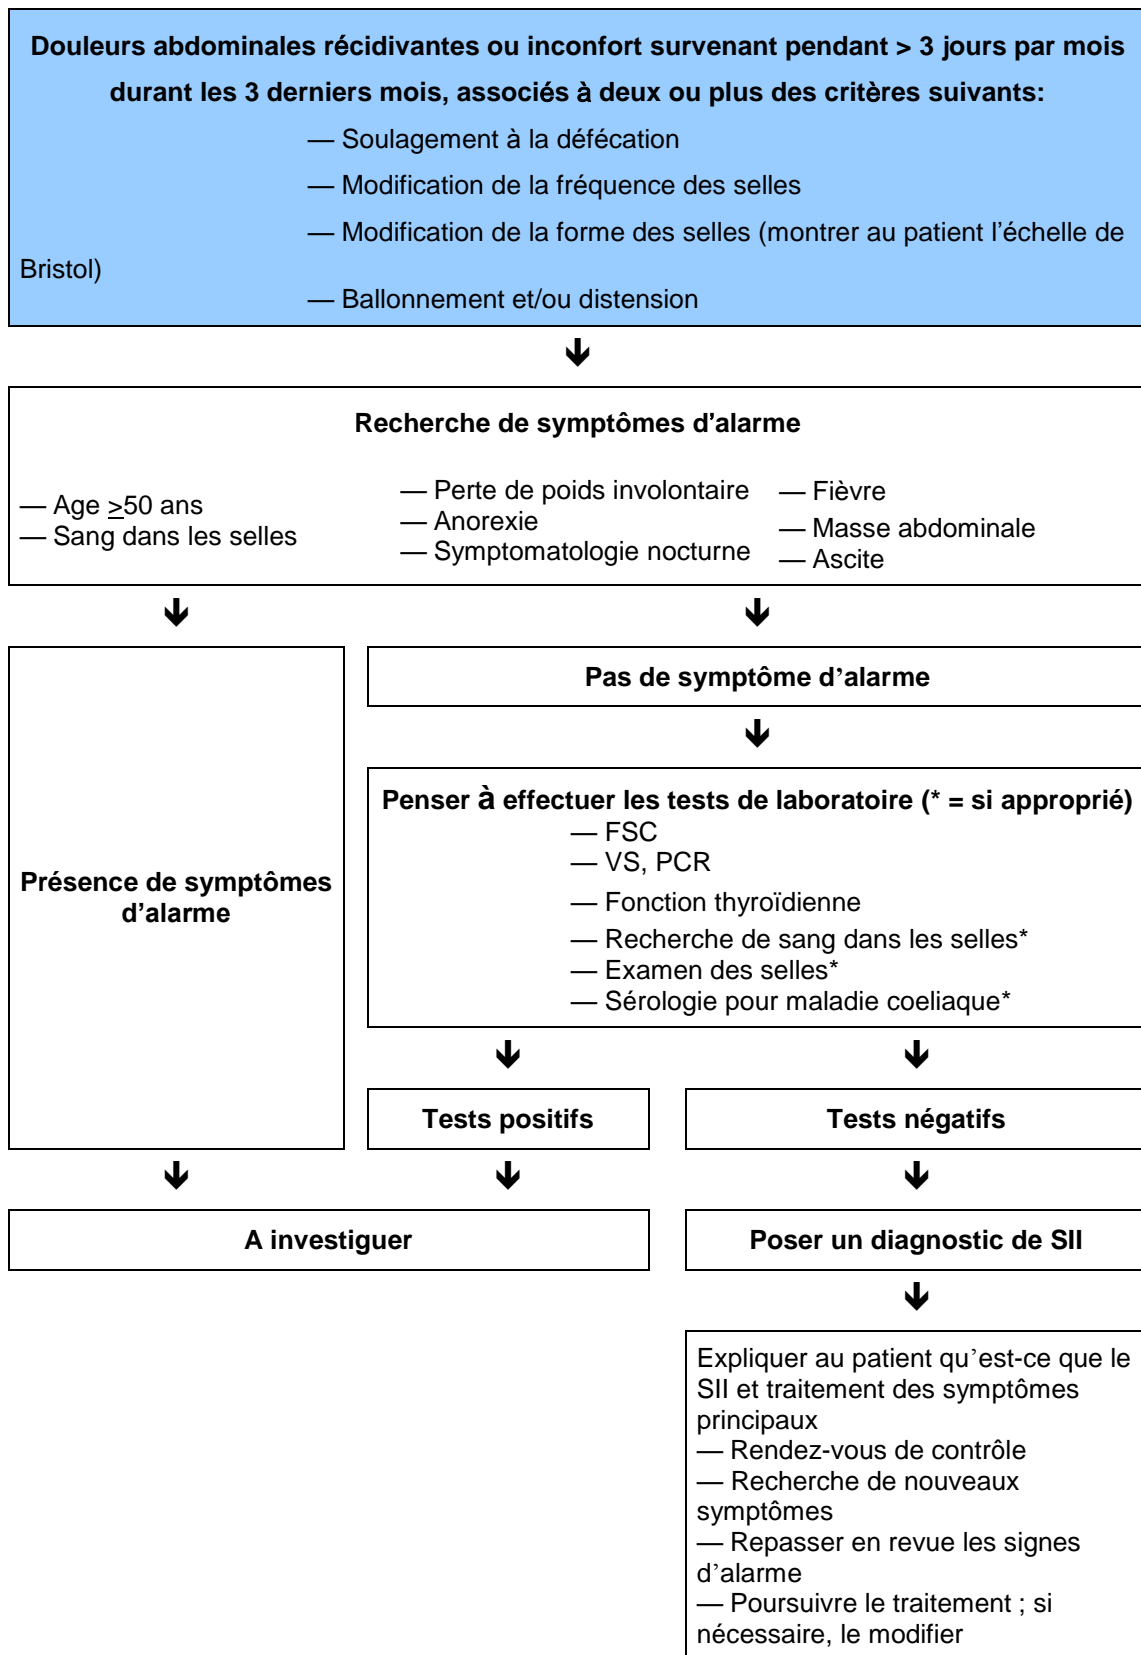 Douleurs abdominales récidivantes ou inconfort survenant pendant > 3 jours par mois
durant les 3 derniers mois, associés à deux ou plus des critères suivants:
— Soulagement à la défécation
— Modification de la fréquence des selles
— Modification de la forme des selles (montrer au patient l'échelle de
Bristol)
— Ballonnement et/ou distension
Recherche de symptômes d'alarme
— Age >50 ans
— Sang dans les selles
— Perte de poids involontaire
— Anorexie
— Symptomatologie nocturne
— Fièvre
— Masse abdominale
— Ascite
Présence de symptômes
d'alarme
Pas de symptôme d'alarme
Penser à effectuer les tests de laboratoire (* = si approprié)
— FSC
— VS, PCR
— Fonction thyroïdienne
— Recherche de sang dans les selles*
— Examen des selles*
— Sérologie pour maladie coeliaque*
Tests positifs
Tests négatifs
A investiguer
Poser un diagnostic de SII
Expliquer au patient qu'est-ce que le
SII et traitement des symptômes
principaux
— Rendez-vous de contrôle
— Recherche de nouveaux
symptômes
— Repasser en revue les signes
d'alarme
— Poursuivre le traitement ; si
nécessaire, le modifier